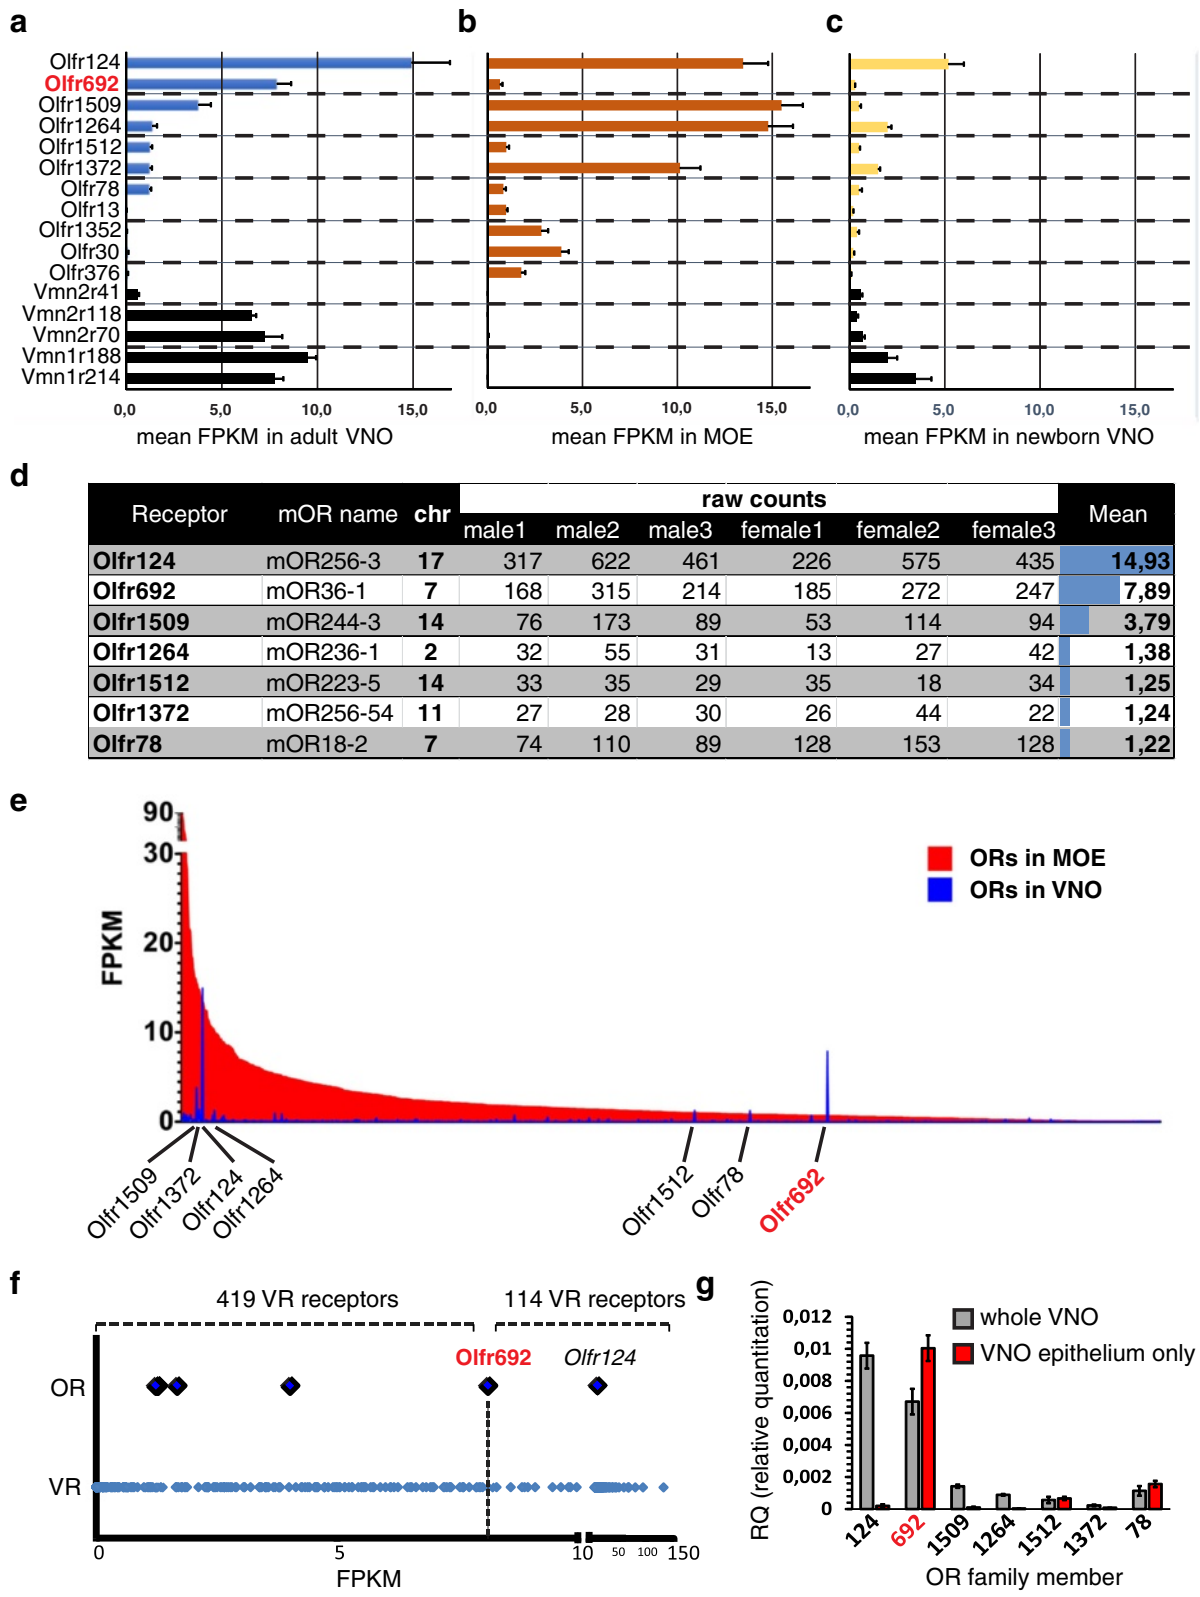 a
b
c
Olfr124
Olfr692
Olfr1509
Olfr1264
Olfr1512
Olfr1372
Olfr78
Olfr13
Olfr1352
Olfr30
Olfr376
Vmn2r41
Vmn2r118
Vmn2r70
Vmn1r188
Vmn1r214
0,0 5,0 10,0 15,0
mean FPKM in adult VNO
0,0 5,0 10,0 15,0
mean FPKM in MOE
0,0 5,0 10,0 15,0
mean FPKM in newborn VNO
d
Receptor mOR name chr raw counts Mean
male1 male2 male3 female1 female2 female3
Olfr124 mOR256-3 17 317 622 461 226 575 435 14,93
Olfr692 mOR36-1 7 168 315 214 185 272 247 7,89
Olfr1509 mOR244-3 14 76 173 89 53 114 94 3,79
Olfr1264 mOR236-1 2 32 55 31 13 27 42 1,38
Olfr1512 mOR223-5 14 33 35 29 35 18 34 1,25
Olfr1372 mOR256-54 11 27 28 30 26 44 22 1,24
Olfr78 mOR18-2 7 74 110 89 128 153 128 1,22
e
90
30
20
10
0
FPKM
ORs in MOE
ORs in VNO
Olfr1509
Olfr1372
Olfr124
Olfr1264
Olfr1512
Olfr78
Olfr692
f
419 VR receptors
114 VR receptors
Olfr692
Olfr124
OR
VR
0 5 10 50 100 150
FPKM
g
RQ (relative quantitation)
0,012
0,01
0,008
0,006
0,004
0,002
0
whole VNO
VNO epithelium only
124
692
1509
1264
1512
1372
78
OR family member